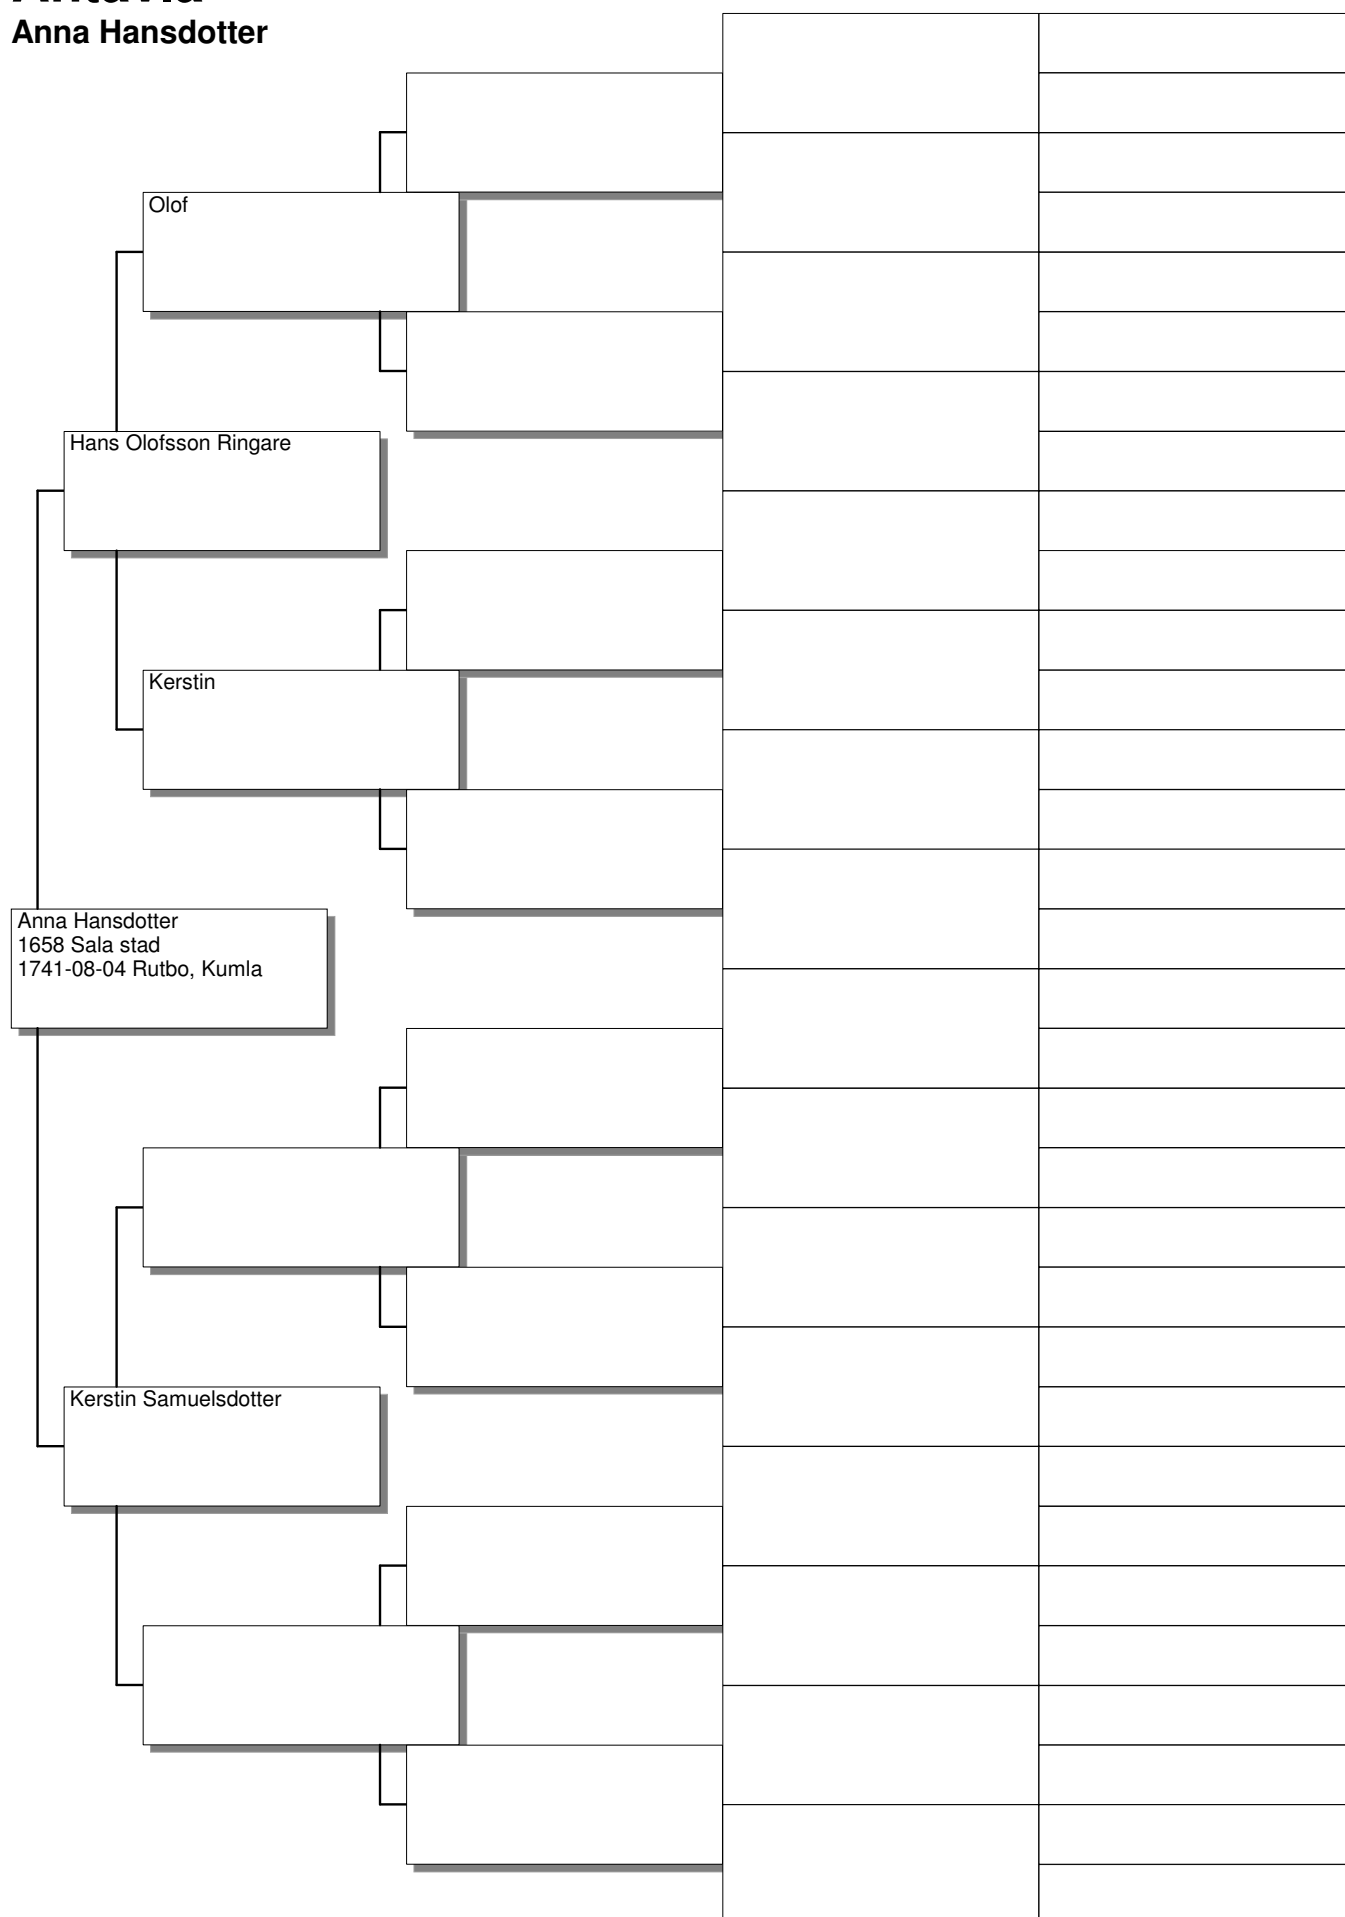 Anna Hansdotter
Olof
Hans Olofsson Ringare
Kerstin
Anna Hansdotter
1658 Sala stad
1741-08-04 Rutbo, Kumla
Kerstin Samuelsdotter